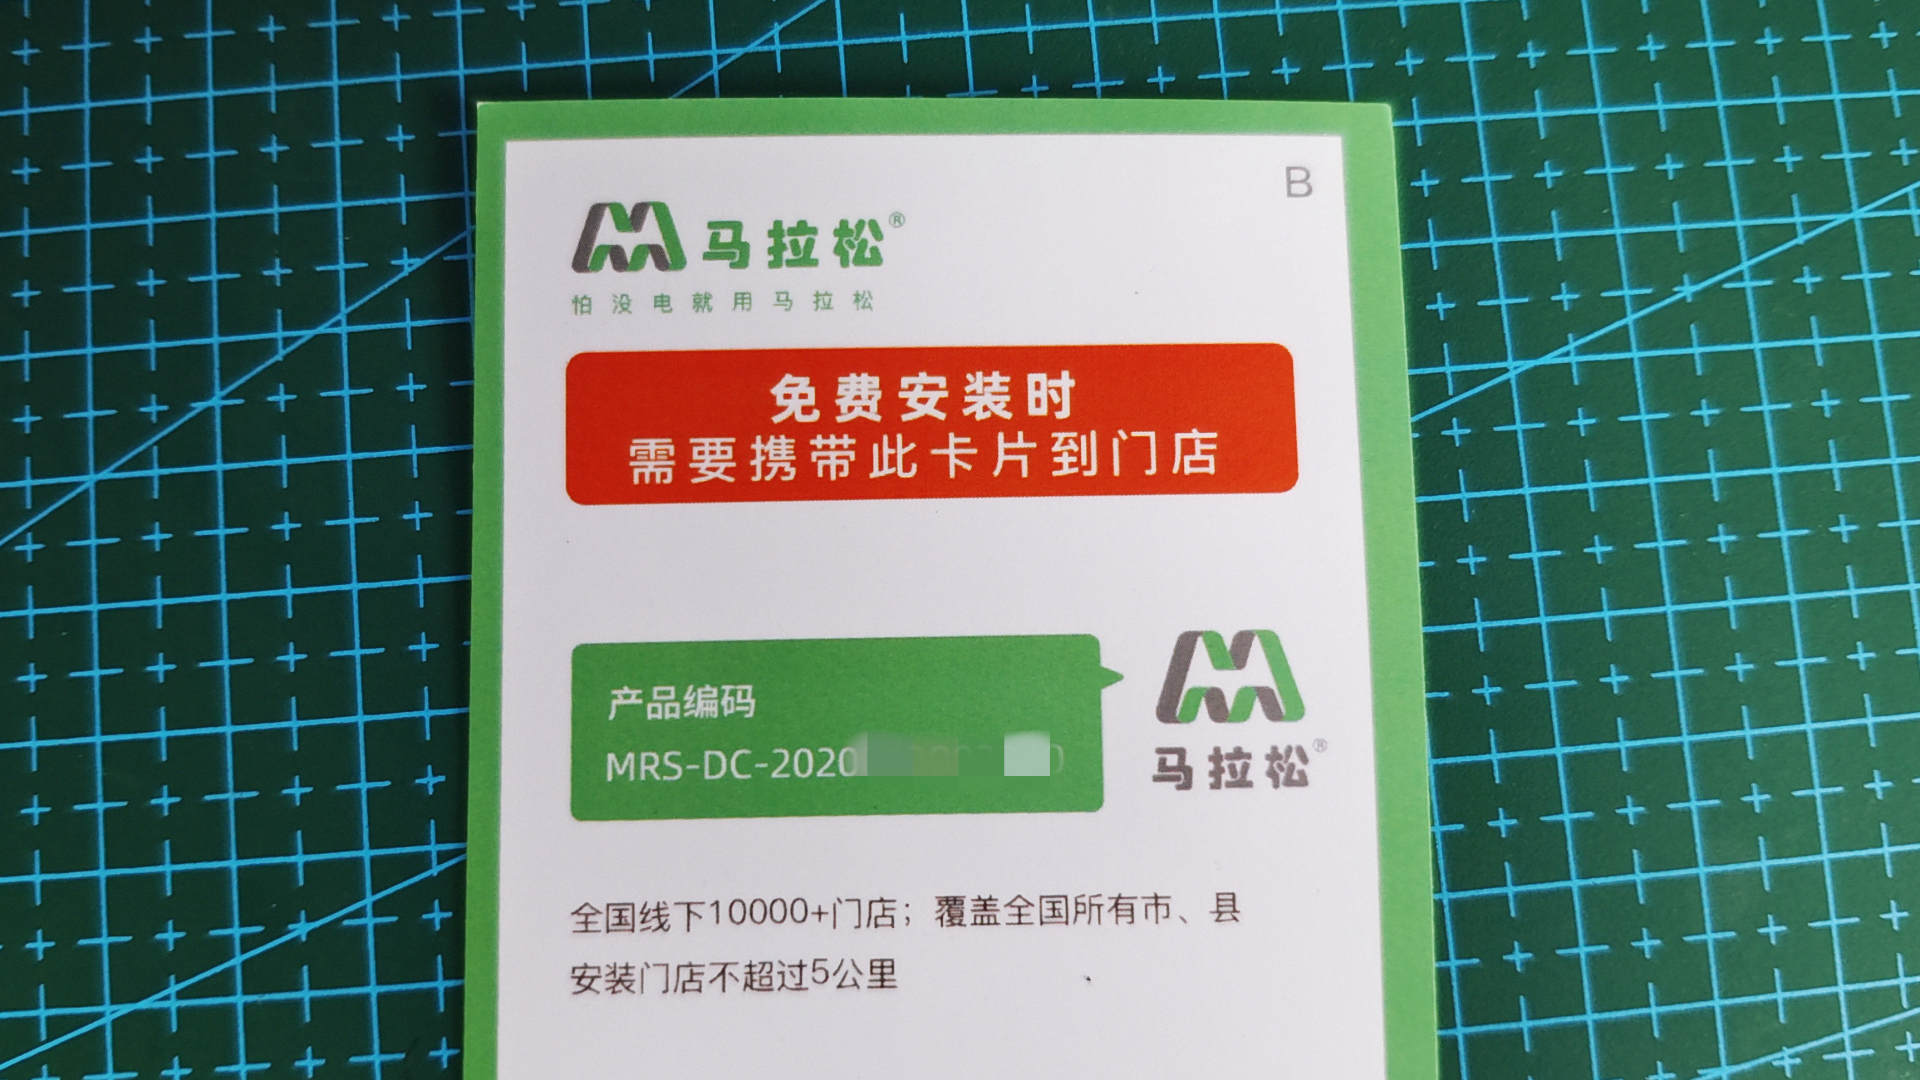 B
马拉松®
怕没电就用马拉松
免费安装时
需要携带此卡片到门店
产品编码
MRS-DC-2020
马拉松®
全国线下10000+门店；覆盖全国所有市、县
安装门店不超过5公里